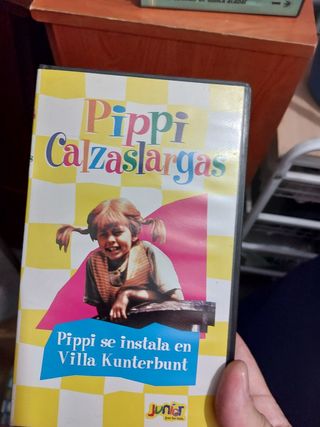 Pippi
Calzaslargas
Pippi se instala en
Villa Kunterbunt
junior